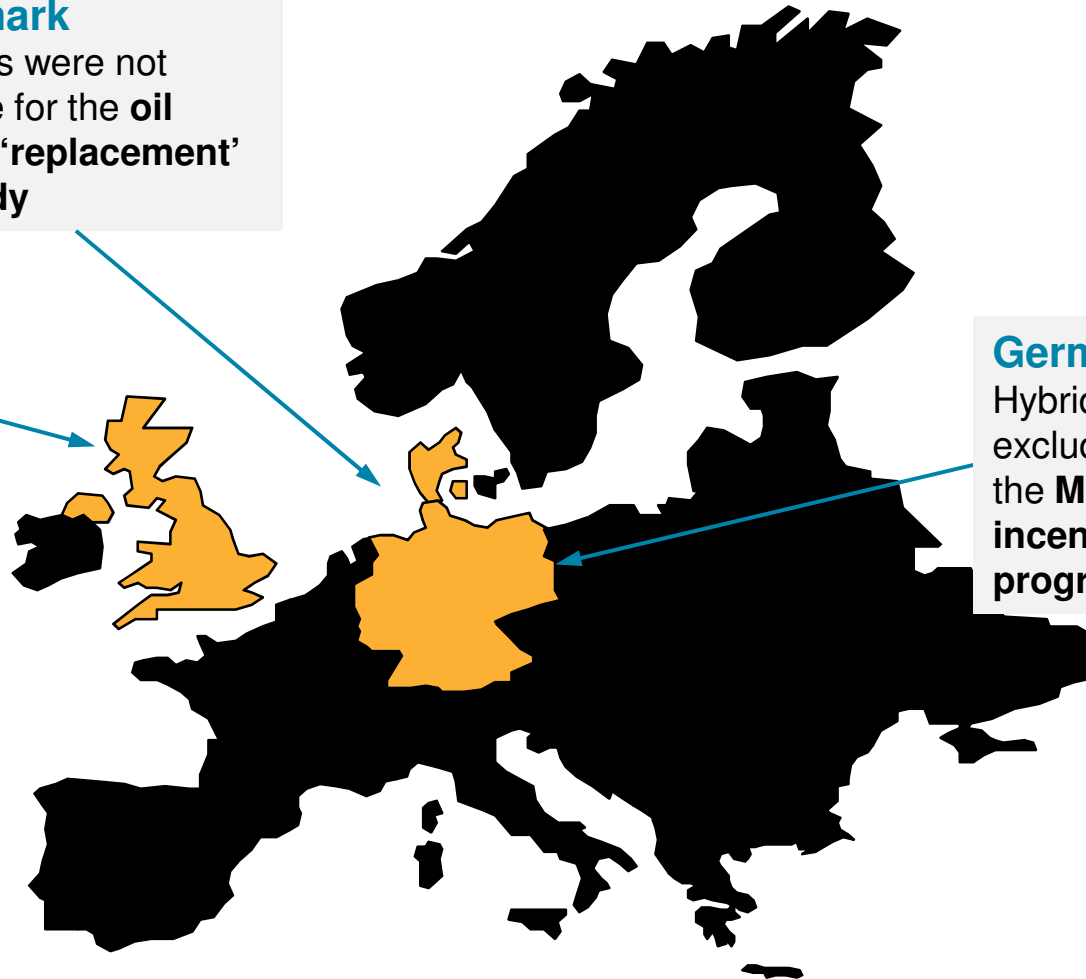 mark
s were not
e for the oil
‘replacement’
dy
Germ
Hybrid
exclud
the M
incen
progr